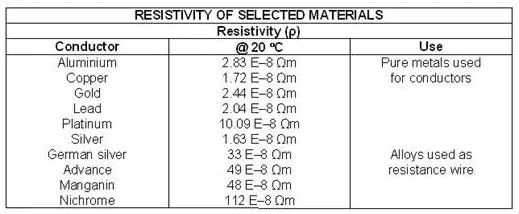 RESISTIVITY OF SELECTED MATERIALS
Resistivity (ρ)
Conductor @ 20 ºC Use
Aluminium 2.83 E–8 Ωm Pure metals used
Copper 1.72 E–8 Ωm for conductors
Gold 2.44 E–8 Ωm
Lead 2.04 E–8 Ωm
Platinum 10.09 E–8 Ωm
Silver 1.63 E–8 Ωm
German silver 33 E–8 Ωm Alloys used as
Advance 49 E–8 Ωm resistance wire
Manganin 48 E–8 Ωm
Nichrome 112 E–8 Ωm